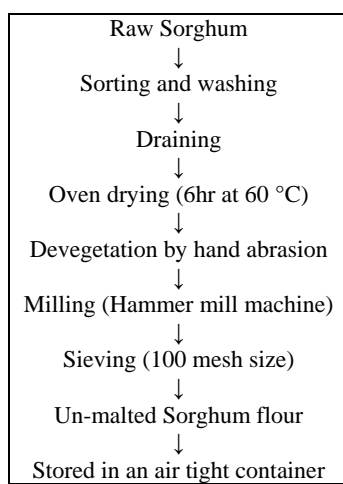 Raw Sorghum
↓
Sorting and washing
↓
Draining
↓
Oven drying (6hr at 60 °C)
↓
Devegetation by hand abrasion
↓
Milling (Hammer mill machine)
↓
Sieving (100 mesh size)
↓
Un-malted Sorghum flour
↓
Stored in an air tight container